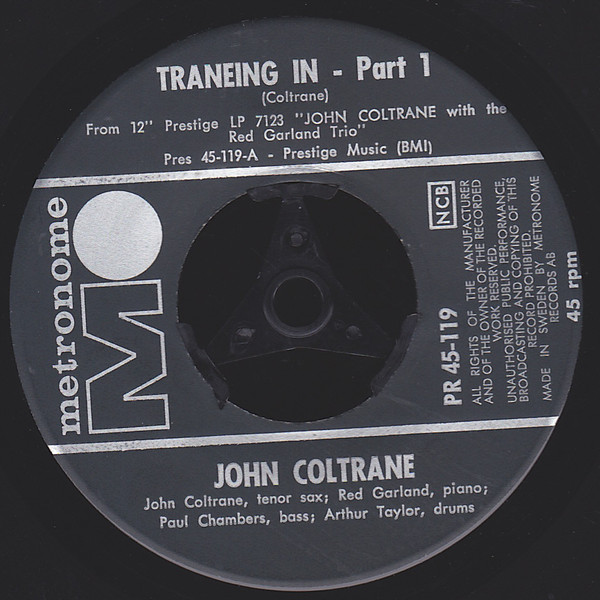 TRANEING IN - Part 1
(Coltrane)
From 12" Prestige LP 7123 "JOHN COLTRANE with the
Red Garland Trio"
Pres 45-119-A - Prestige Music (BMI)
metronome
M
NCB
PR 45-119
ALL RIGHTS OF THE MANUFACTURER
AND OF THE OWNER OF THE RECORDED
WORK RESERVED.
UNAUTHORISED PUBLIC PERFORMANCE,
BROADCASTING AND COPYING OF THIS
RECORD PROHIBITED.
MADE IN SWEDEN BY METRONOME
RECORDS AB
45 rpm
JOHN COLTRANE
John Coltrane, tenor sax; Red Garland, piano;
Paul Chambers, bass; Arthur Taylor, drums